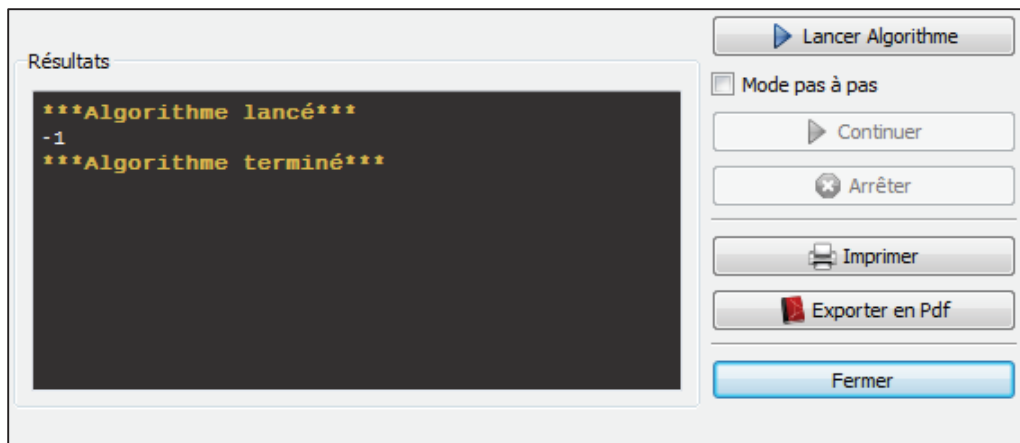 Résultats
***Algorithme lancé***
-1
***Algorithme terminé***
Lancer Algorithme
Mode pas à pas
Continuer
Arrêter
Imprimer
Exporter en Pdf
Fermer